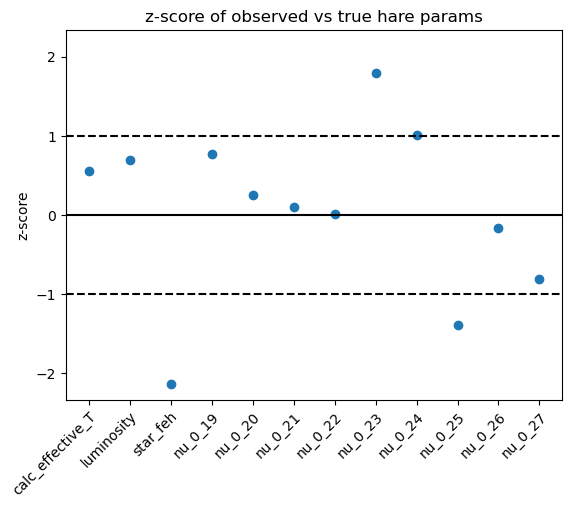 z-score of observed vs true hare params
z-score
2
1
0
−1
−2
calc_effective_T
luminosity
star_feh
nu_0_19
nu_0_20
nu_0_21
nu_0_22
nu_0_23
nu_0_24
nu_0_25
nu_0_26
nu_0_27